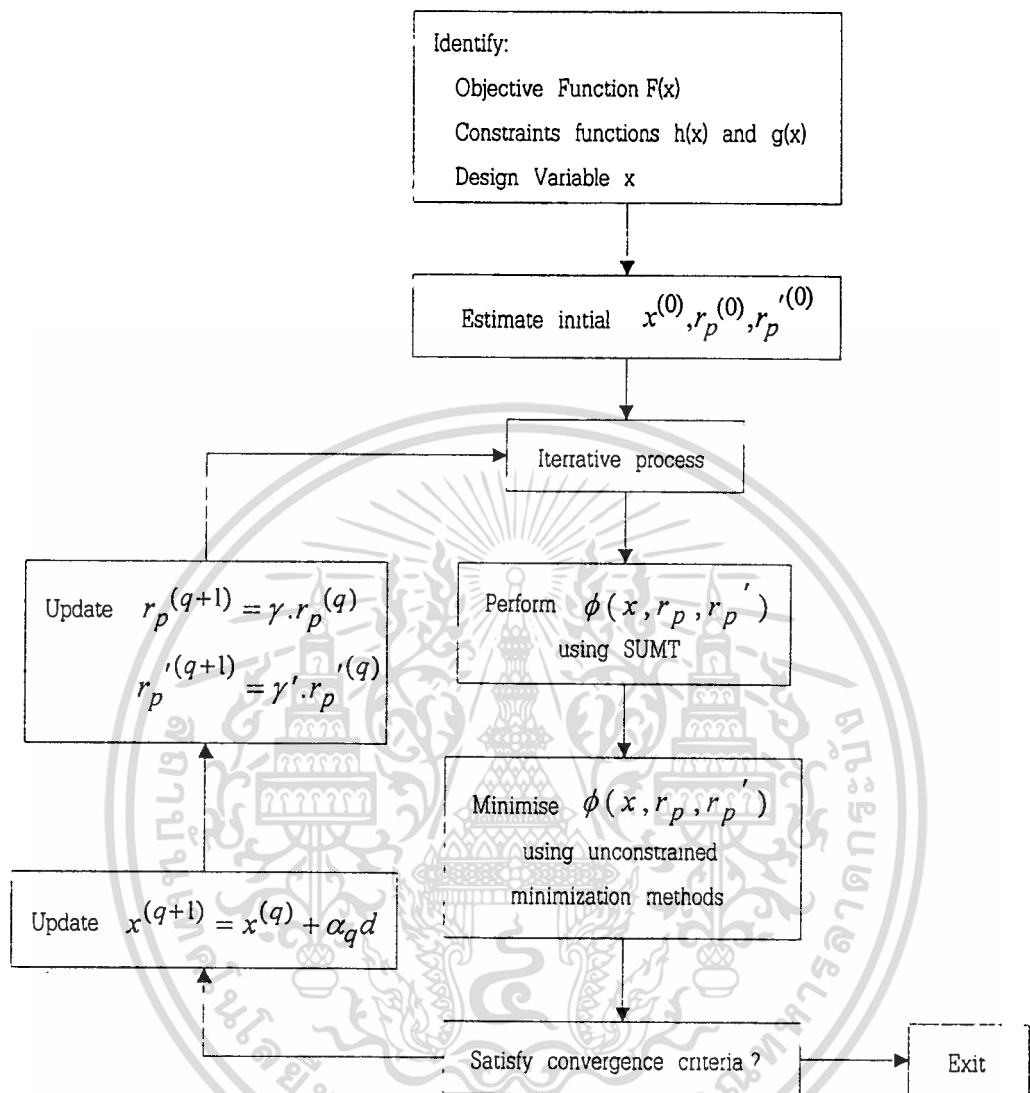 Identify:
Objective Function F(x)
Constraints functions h(x) and g(x)
Design Variable x
Estimate initial x^(0), r_p^(0), r_p'^(0)
Iterrative process
Perform ϕ(x, r_p, r_p')
using SUMT
Minimise ϕ(x, r_p, r_p')
using unconstrained
minimization methods
Satisfy convergence criteria ?
Exit
Update x^(q+1) = x^(q) + α_q d
Update r_p^(q+1) = γ.r_p^(q)
r_p'^(q+1) = γ'.r_p'^(q)